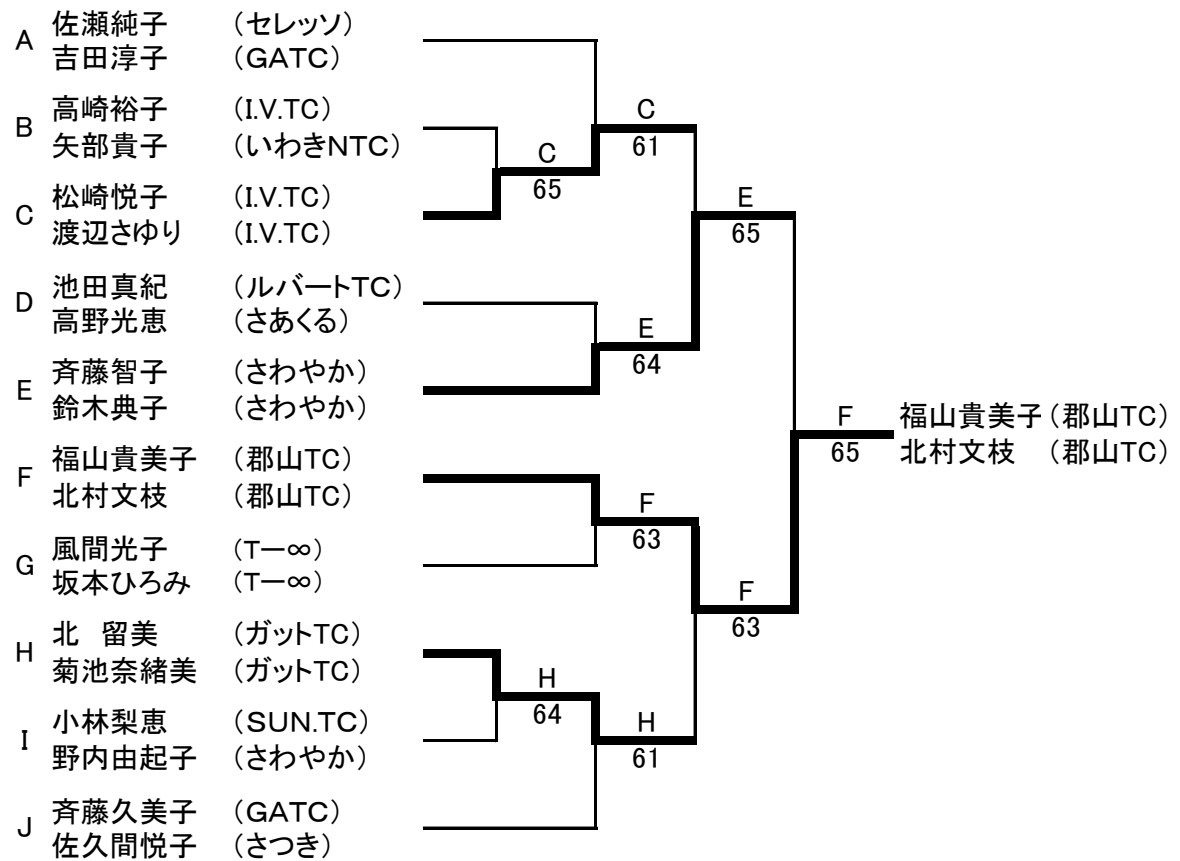 A 佐瀬純子 (セレッソ)
吉田淳子 (GATC)
B 高崎裕子 (I.V.TC)
矢部貴子 (いわきNTC)
C 松崎悦子 (I.V.TC)
渡辺さゆり (I.V.TC)
D 池田真紀 (ルバートTC)
高野光恵 (さあくる)
E 斉藤智子 (さわやか)
鈴木典子 (さわやか)
F 福山貴美子 (郡山TC)
北村文枝 (郡山TC)
G 風間光子 (T－∞)
坂本ひろみ (T－∞)
H 北　留美 (ガットTC)
菊池奈緒美 (ガットTC)
I 小林梨恵 (SUN.TC)
野内由起子 (さわやか)
J 斉藤久美子 (GATC)
佐久間悦子 (さつき)
C
65
H
64
C
61
E
64
F
63
H
61
E
65
F
63
F
65
福山貴美子 (郡山TC)
北村文枝 (郡山TC)